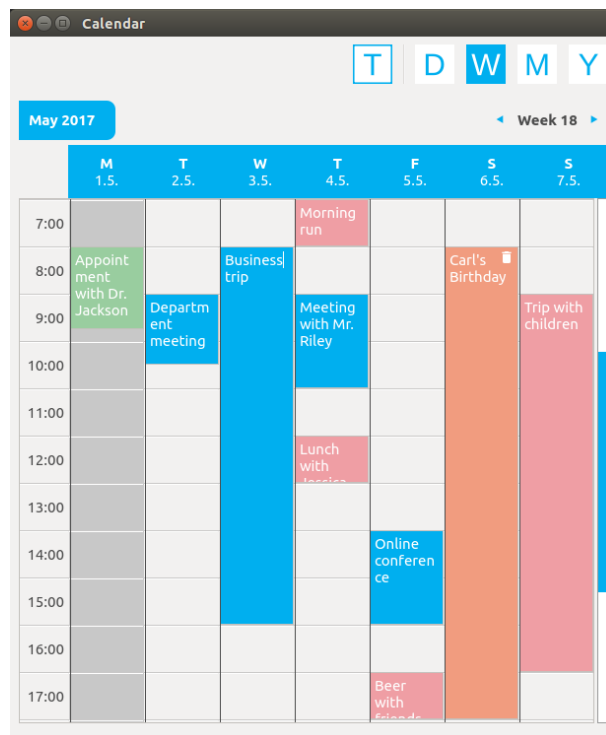 Calendar
T D W M Y
May 2017
Week 18
M T W T F S S
1.5. 2.5. 3.5. 4.5. 5.5. 6.5. 7.5.
7:00
8:00
9:00
10:00
11:00
12:00
13:00
14:00
15:00
16:00
17:00
Appoint
ment
with Dr.
Jackson
Departm
ent
meeting
Business
trip
Morning
run
Meeting
with Mr.
Riley
Lunch
with
Jessica
Online
conferen
ce
Beer
with
friends
Carl's
Birthday
Trip with
children